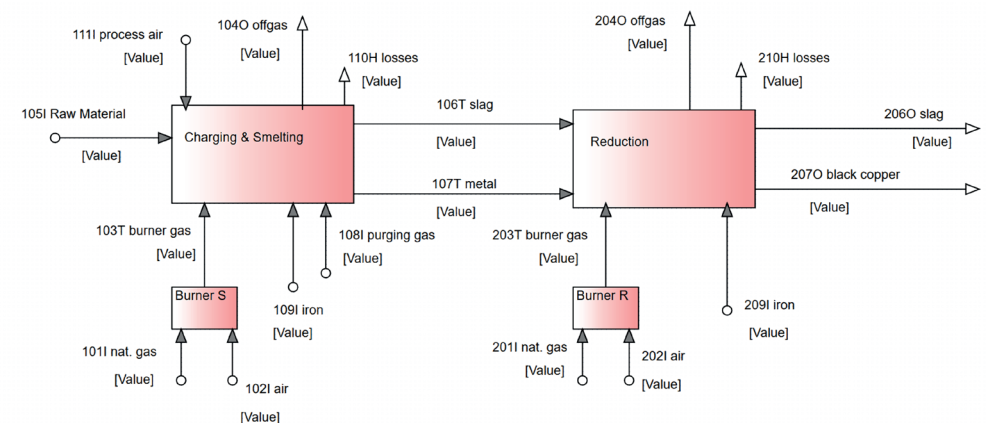 104O offgas
[Value]
204O offgas
[Value]
111I process air
[Value]
110H losses
[Value]
210H losses
[Value]
105I Raw Material
[Value]
Charging & Smelting
106T slag
[Value]
Reduction
206O slag
[Value]
107T metal
[Value]
207O black copper
[Value]
103T burner gas
[Value]
108I purging gas
[Value]
203T burner gas
[Value]
Burner S
109I iron
[Value]
Burner R
209I iron
[Value]
101I nat. gas
[Value]
102I air
[Value]
201I nat. gas
[Value]
202I air
[Value]